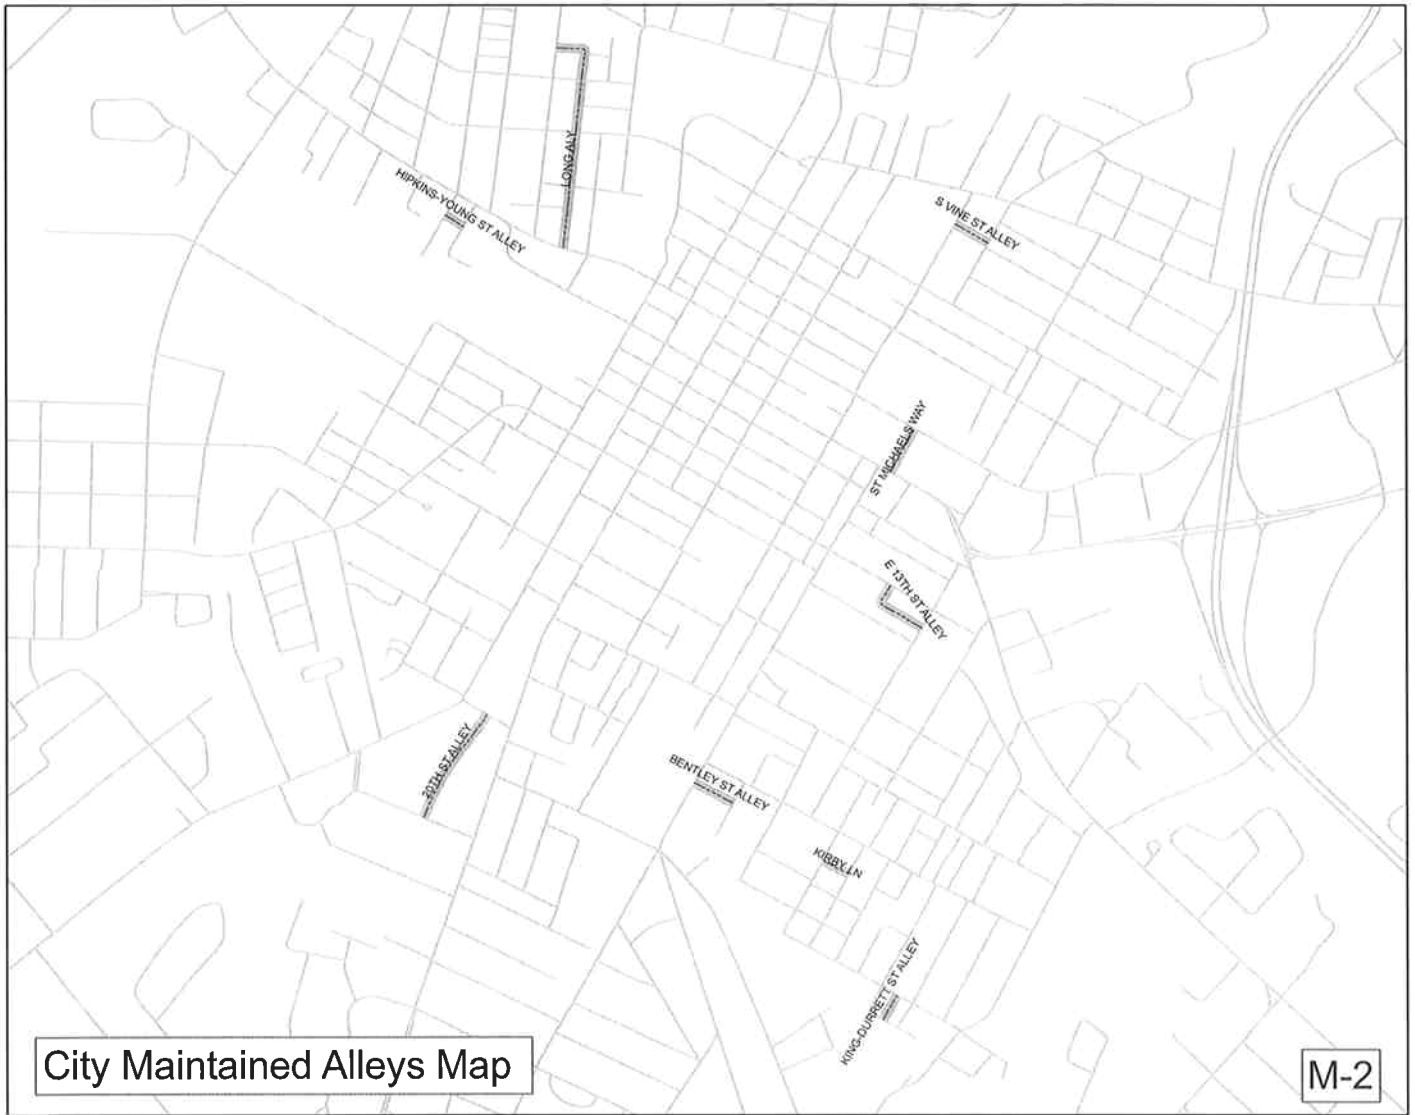 LONG ALY
HIPKINS-YOUNG ST ALLEY
S VINE ST ALLEY
ST MICHAELS WAY
E 13TH ST ALLEY
20TH ST ALLEY
BENTLEY ST ALLEY
KIRBY LN
KING-DURRETT ST ALLEY
City Maintained Alleys Map
M-2